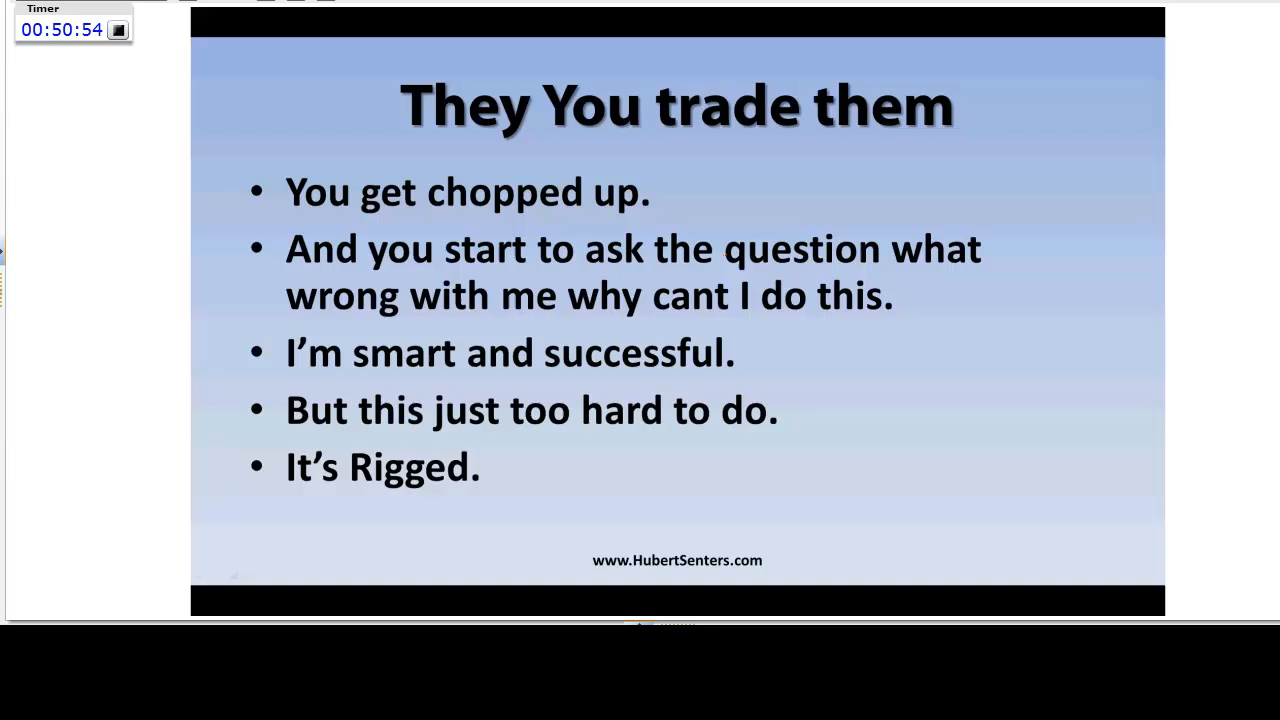 Timer
00:50:54
They You trade them
• You get chopped up.
• And you start to ask the question what
wrong with me why cant I do this.
• I’m smart and successful.
• But this just too hard to do.
• It’s Rigged.
www.HubertSenters.com